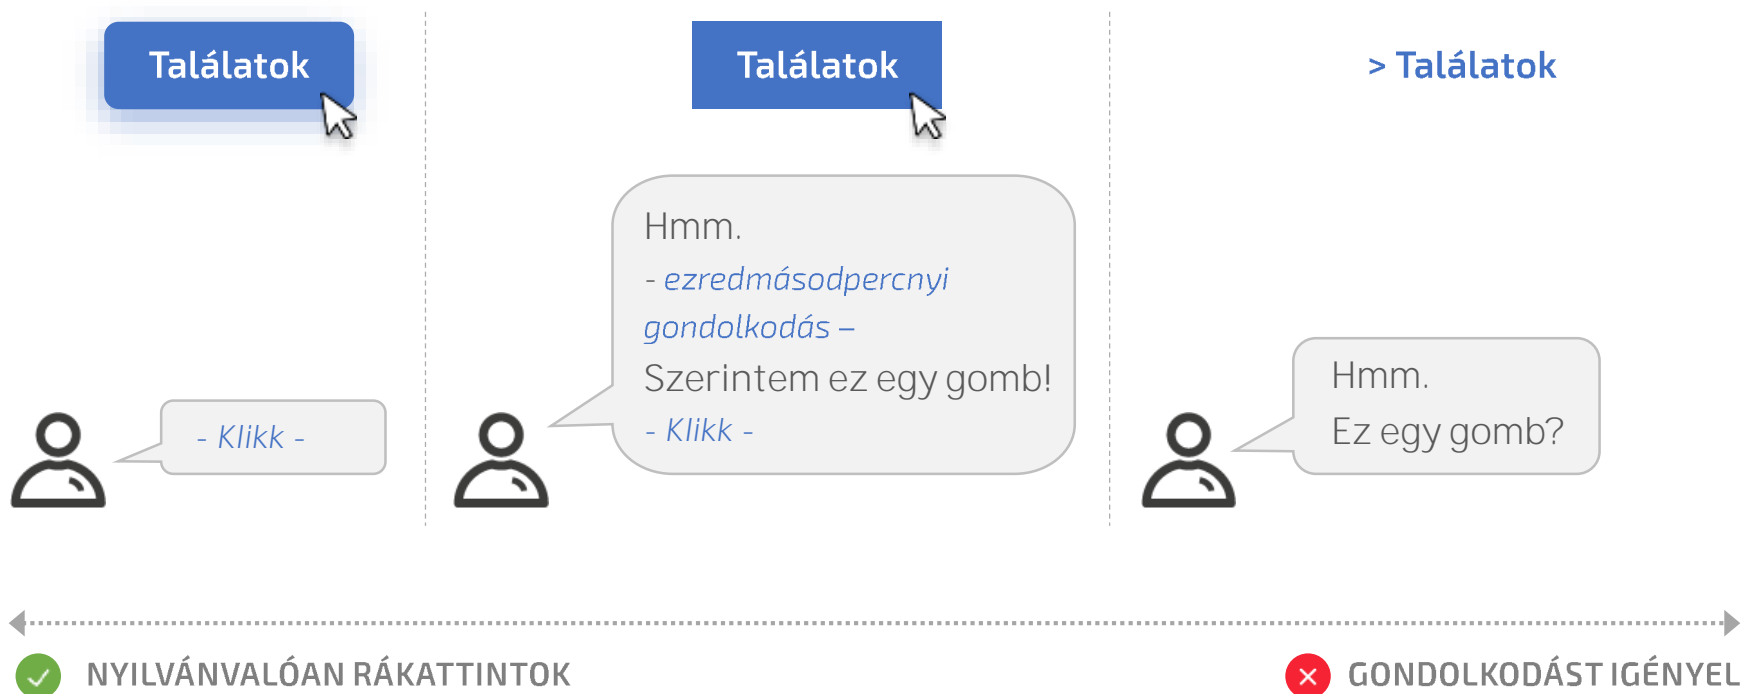 Találatok
- Klikk -
Találatok
Hmm.
- ezredmásodpercnyi
gondolkodás –
Szerintem ez egy gomb!
- Klikk -
> Találatok
Hmm.
Ez egy gomb?
NYILVÁNVALÓAN RÁKATTINTOK
GONDOLKODÁST IGÉNYEL